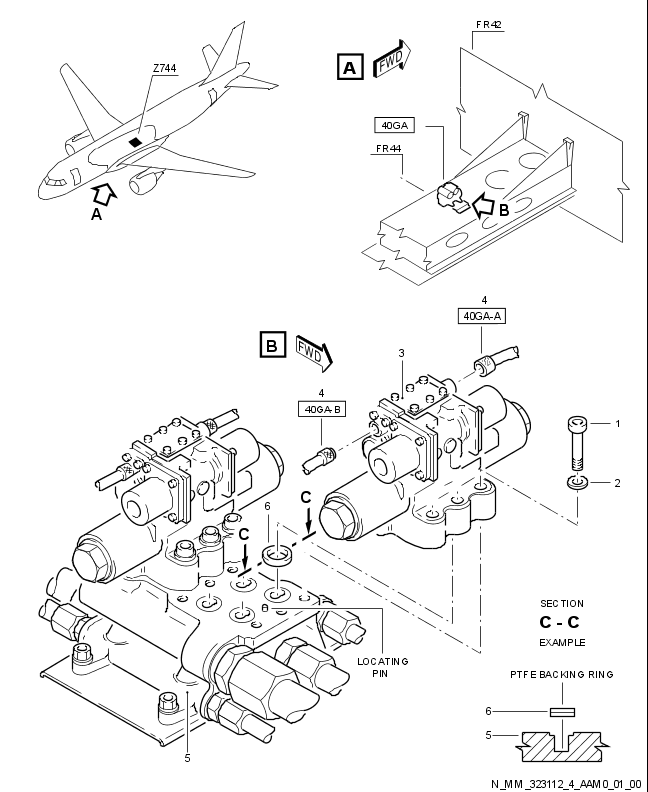 FR42
A
FWD
Z744
40GA
FR44
B
A
4
40GA-A
B
FWD
3
4
40GA-B
1
2
C
6
C
SECTION
C - C
EXAMPLE
LOCATING
PIN
PTFE BACKING RING
6
5
5
N_MM_323112_4_AAM0_01_00